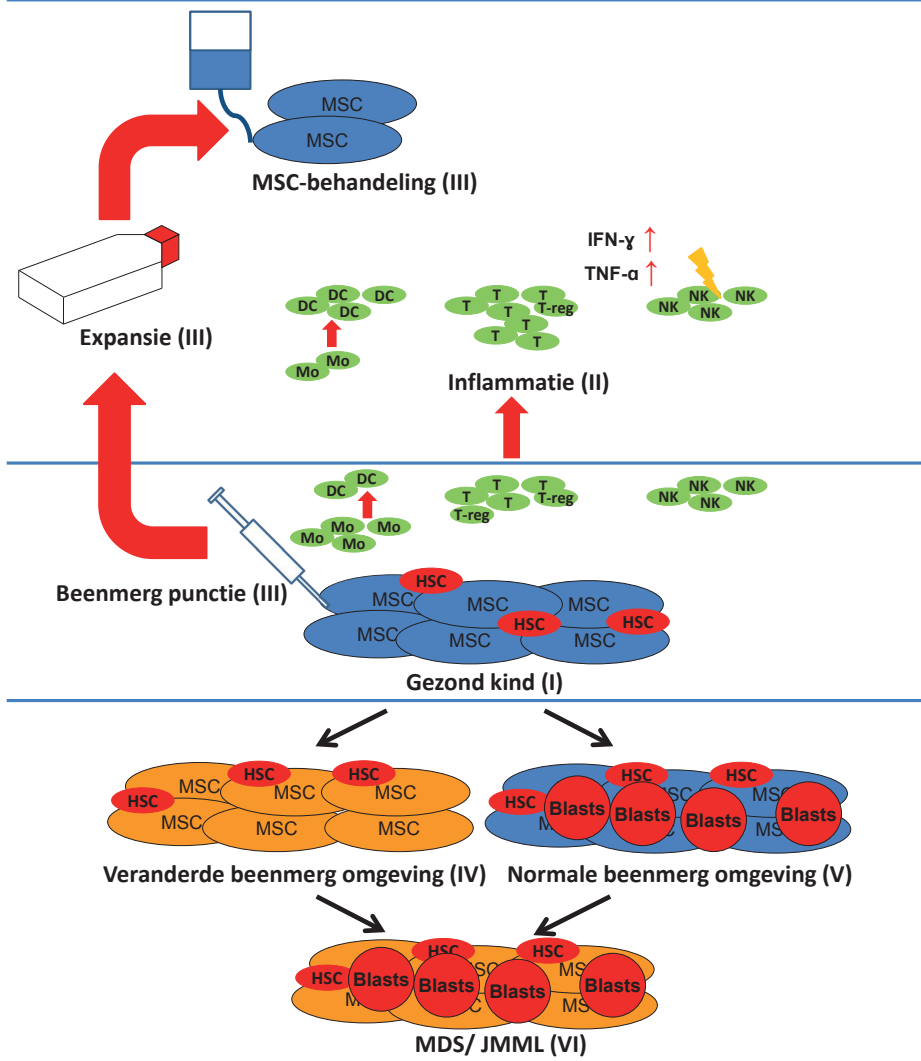 MSC
MSC
MSC-behandeling (III)
IFN-ɣ
TNF-α
DC
DC
DC
DC
Mo
Mo
T
T
T
T-reg
T
T
T
T
NK
NK
NK
NK
Expansie (III)
Inflammatie (II)
DC
DC
Mo
Mo
Mo
Mo
T
T
T
T-reg
T
T-reg
NK
NK
NK
NK
Beenmerg punctie (III)
HSC
MSC
MSC
MSC
HSC
HSC
MSC
MSC
MSC
Gezond kind (I)
HSC
HSC
MSC
MSC
MSC
HSC
MSC
MSC
MSC
HSC
HSC
MSC
MSC
HSC
Blasts
Blasts
Blasts
Blasts
Veranderde beenmerg omgeving (IV)
Normale beenmerg omgeving (V)
HSC
HSC
HSC
Blasts
Blasts
Blasts
Blasts
MDS/ JMML (VI)